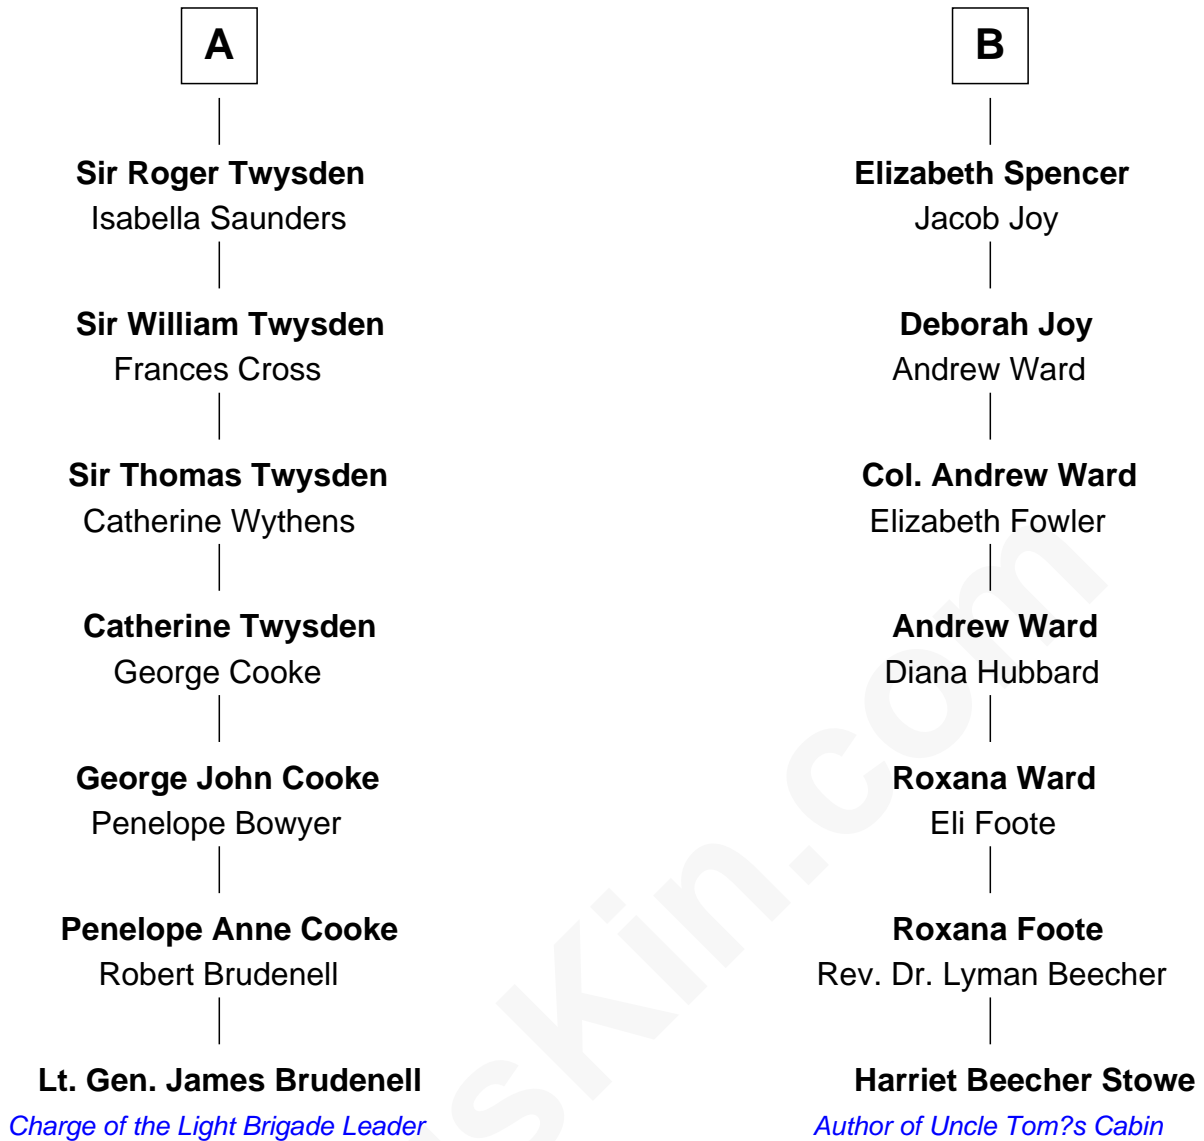 A
Sir Roger Twysden
Isabella Saunders
Sir William Twysden
Frances Cross
Sir Thomas Twysden
Catherine Wythens
Catherine Twysden
George Cooke
George John Cooke
Penelope Bowyer
Penelope Anne Cooke
Robert Brudenell
Lt. Gen. James Brudenell
Charge of the Light Brigade Leader
B
Elizabeth Spencer
Jacob Joy
Deborah Joy
Andrew Ward
Col. Andrew Ward
Elizabeth Fowler
Andrew Ward
Diana Hubbard
Roxana Ward
Eli Foote
Roxana Foote
Rev. Dr. Lyman Beecher
Harriet Beecher Stowe
Author of Uncle Tom?s Cabin